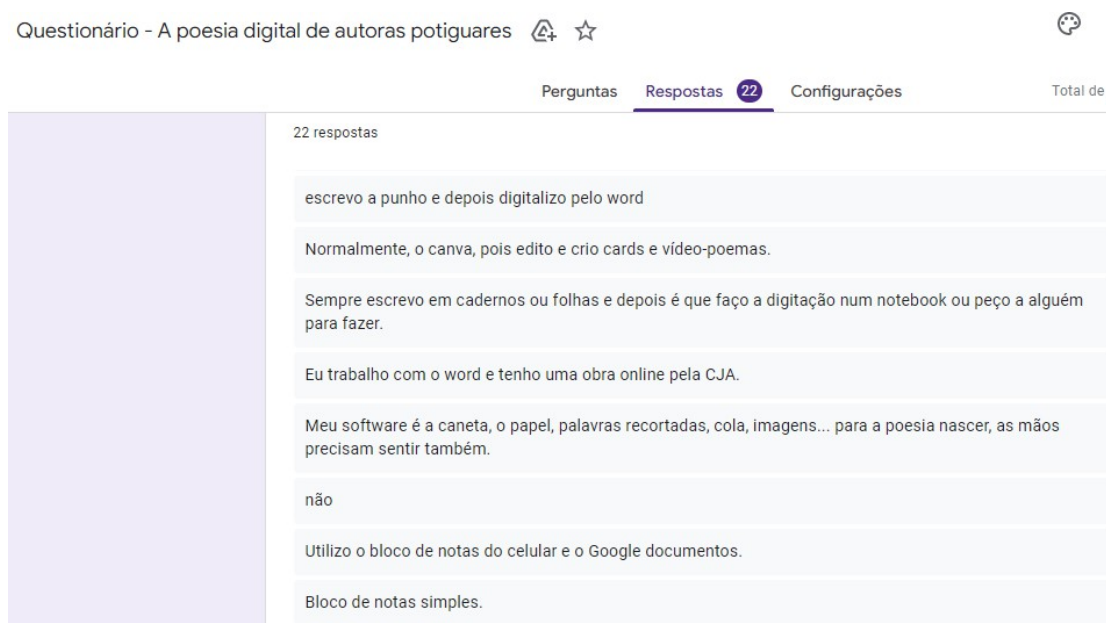 Questionário - A poesia digital de autoras potiguares
Perguntas Respostas 22 Configurações Total de
22 respostas
escrevo a punho e depois digitalizo pelo word
Normalmente, o canva, pois edito e crio cards e vídeo-poemas.
Sempre escrevo em cadernos ou folhas e depois é que faço a digitação num notebook ou peço a alguém
para fazer.
Eu trabalho com o word e tenho uma obra online pela CJA.
Meu software é a caneta, o papel, palavras recortadas, cola, imagens... para a poesia nascer, as mãos
precisam sentir também.
não
Utilizo o bloco de notas do celular e o Google documentos.
Bloco de notas simples.